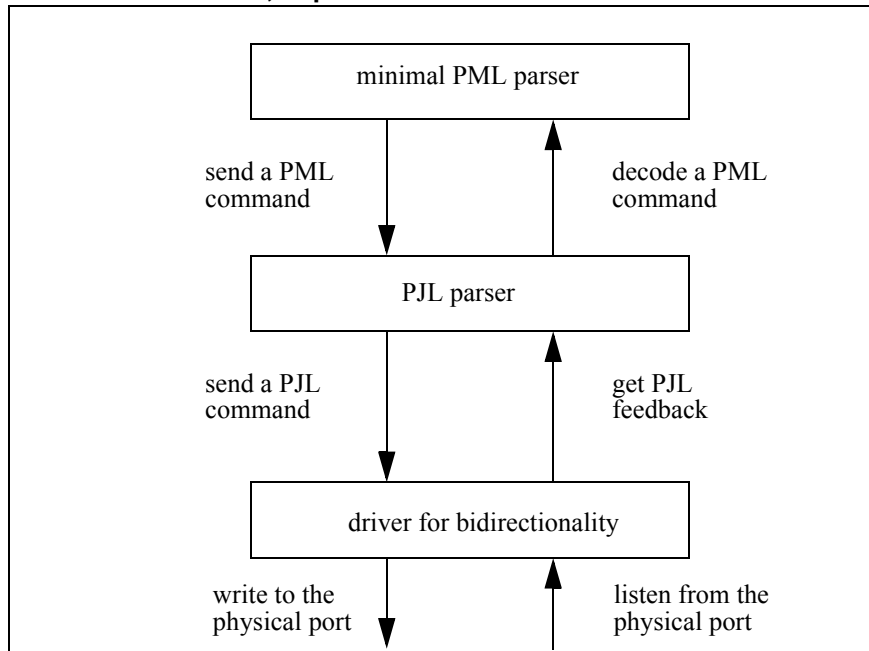 minimal PML parser
send a PML
command
decode a PML
command
PJL parser
send a PJL
command
get PJL
feedback
driver for bidirectionality
write to the
physical port
listen from the
physical port